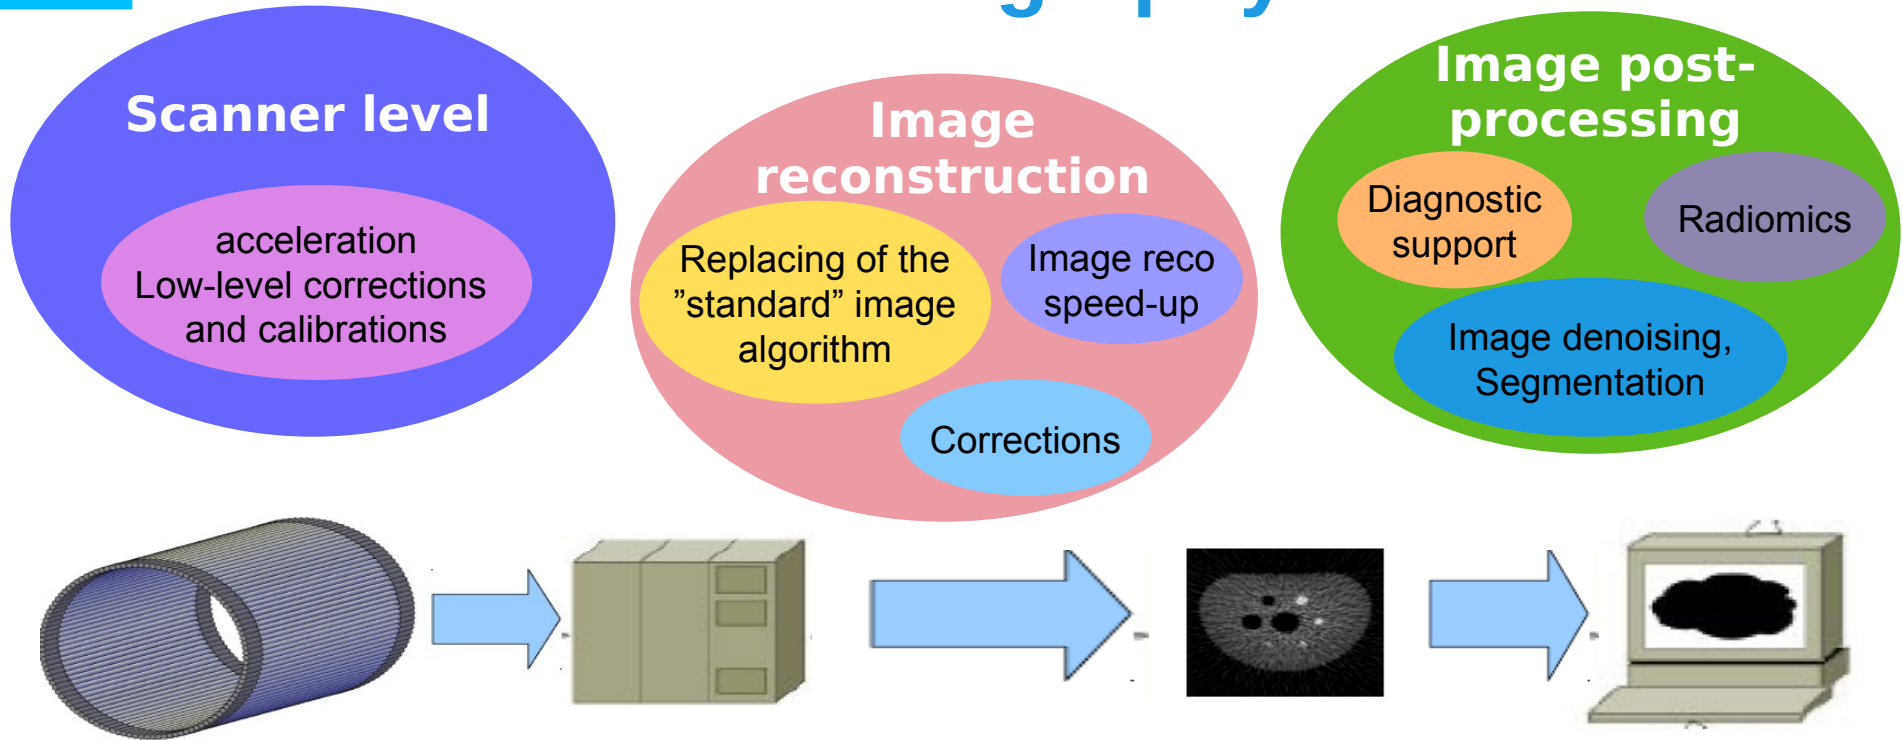 Scanner level
acceleration
Low-level corrections
and calibrations
Image
reconstruction
Replacing of the
”standard” image
algorithm
Image reco
speed-up
Corrections
Image post-
processing
Diagnostic
support
Radiomics
Image denoising,
Segmentation